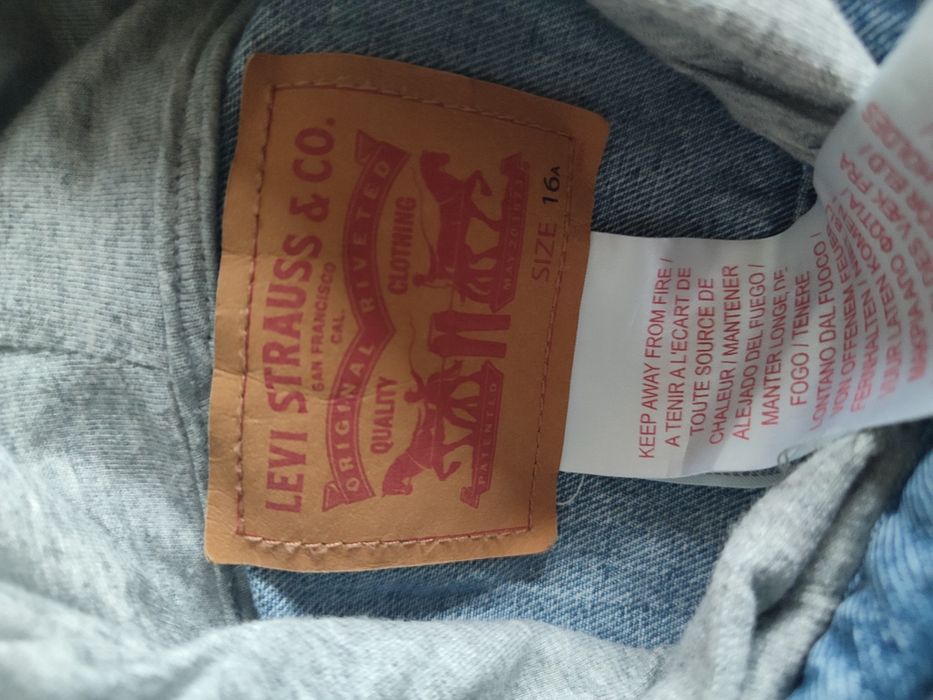 LEVI STRAUSS & CO.
SAN FRANCISCO
CAL.
ORIGINAL RIVETED
QUALITY CLOTHING
PATENTED
SIZE 16A
KEEP AWAY FROM FIRE /
A TENIR A L'ECART DE
TOUTE SOURCE DE
CHALEUR / MANTENER
ALEJADO DEL FUEGO /
MANTER LONGE DE
FOGO / TENERE
LONTANO DAL FUOCO /
VON OFFENEM FEUER
FERNHALTEN